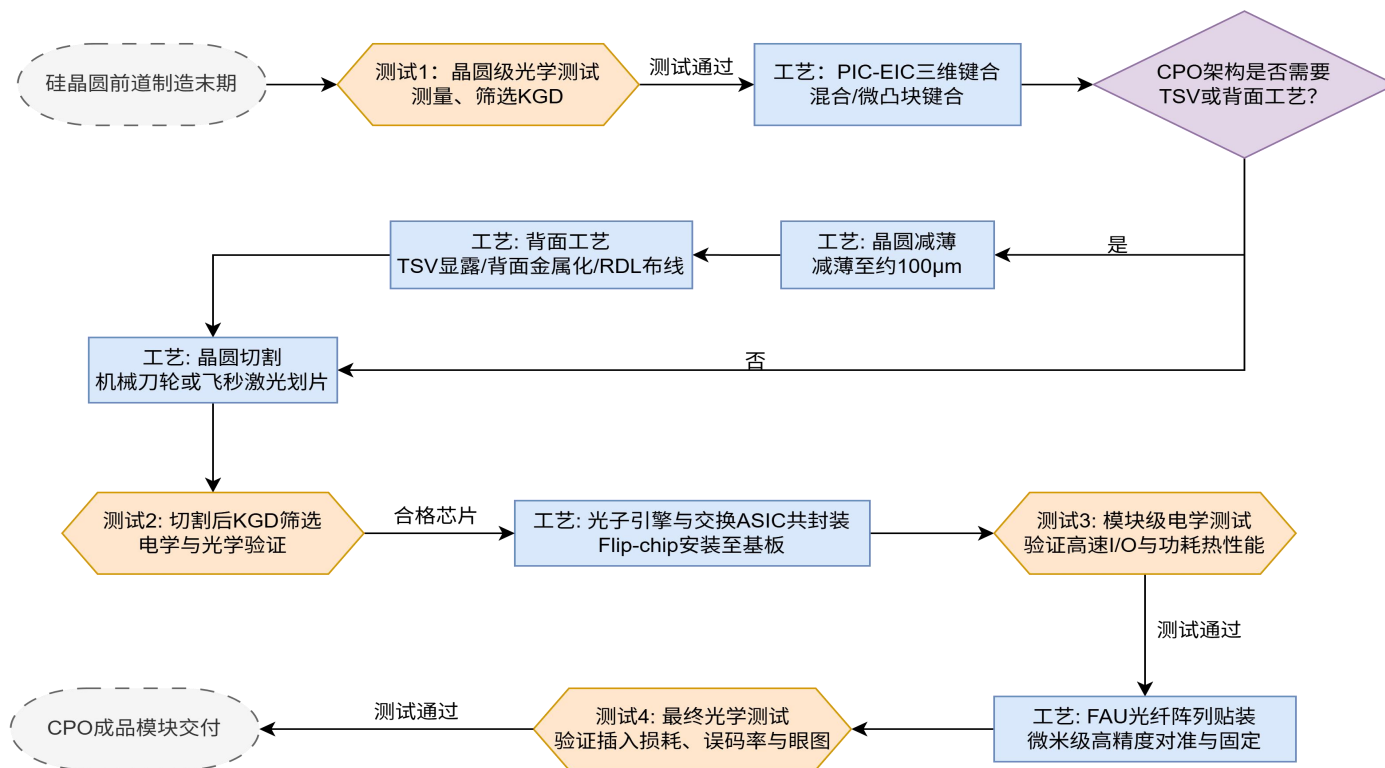 硅晶圆前道制造末期
测试1：晶圆级光学测试
测量、筛选KGD
测试通过
工艺：PIC-EIC三维键合
混合/微凸块键合
CPO架构是否需要
TSV或背面工艺？
是
工艺: 晶圆减薄
减薄至约100μm
工艺: 背面工艺
TSV显露/背面金属化/RDL布线
否
工艺: 晶圆切割
机械刀轮或飞秒激光划片
测试2: 切割后KGD筛选
电学与光学验证
合格芯片
工艺: 光子引擎与交换ASIC共封装
Flip-chip安装至基板
测试3: 模块级电学测试
验证高速I/O与功耗热性能
测试通过
工艺: FAU光纤阵列贴装
微米级高精度对准与固定
测试4: 最终光学测试
验证插入损耗、误码率与眼图
测试通过
CPO成品模块交付